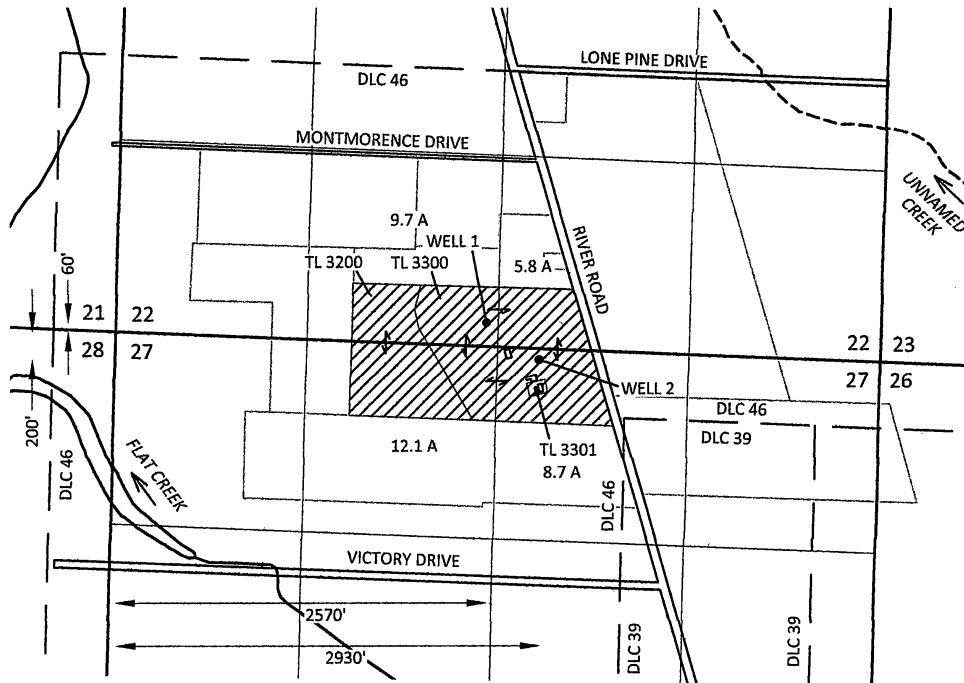 LONE PINE DRIVE
DLC 46
MONTMORENCE DRIVE
UNNAMED
CREEK
9.7 A
WELL 1
RIVER ROAD
TL 3200
TL 3300
5.8 A
60'
21
22
22
23
28
27
27
26
WELL 2
200'
DLC 46
DLC 46
DLC 39
12.1 A
TL 3301
8.7 A
FLAT CREEK
DLC 46
VICTORY DRIVE
2570'
2930'
DLC 39
DLC 39